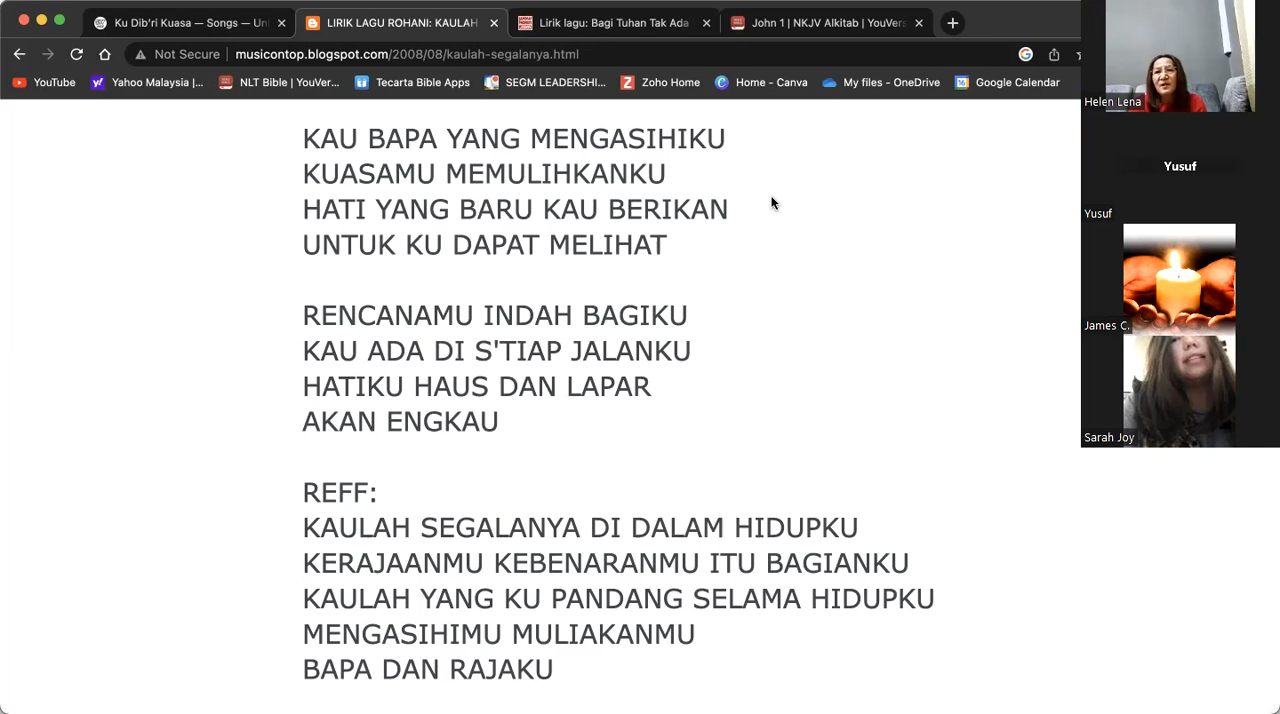 Ku Dib'ri Kuasa — Songs — Un
LIRIK LAGU ROHANI: KAULAH
Lirik lagu: Bagi Tuhan Tak Ada
John 1 | NKJV Alkitab | YouVers
Not Secure
musicontop.blogspot.com/2008/08/kaulah-segalanya.html
YouTube
Yahoo Malaysia |...
NLT Bible | YouVer...
Tecarta Bible Apps
SEGM LEADERSHI...
Zoho Home
Home - Canva
My files - OneDrive
Google Calendar
KAU BAPA YANG MENGASIHIKU
KUASAMU MEMULIHKANKU
HATI YANG BARU KAU BERIKAN
UNTUK KU DAPAT MELIHAT
RENCANAMU INDAH BAGIKU
KAU ADA DI S'TIAP JALANKU
HATIKU HAUS DAN LAPAR
AKAN ENGKAU
REFF:
KAULAH SEGALANYA DI DALAM HIDUPKU
KERAJAANMU KEBENARANMU ITU BAGIANKU
KAULAH YANG KU PANDANG SELAMA HIDUPKU
MENGASIHIMU MULIAKANMU
BAPA DAN RAJAKU
Helen Lena
Yusuf
Yusuf
James C.
Sarah Joy